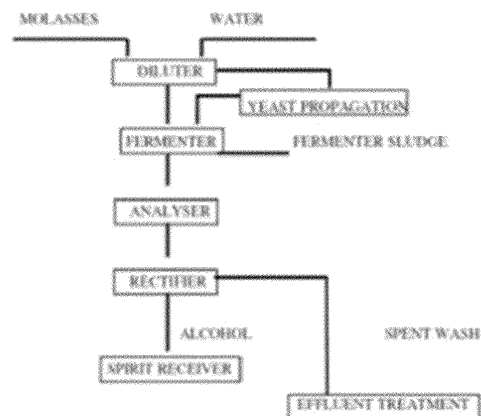 MOLASSES WATER
DILUTER
YEAST PROPAGATION
FERMENTER FERMENTER SLUDGE
ANALYSER
RECTIFIER
ALCOHOL SPENT WASH
SPIRIT RECEIVER
EFFLUENT TREATMENT